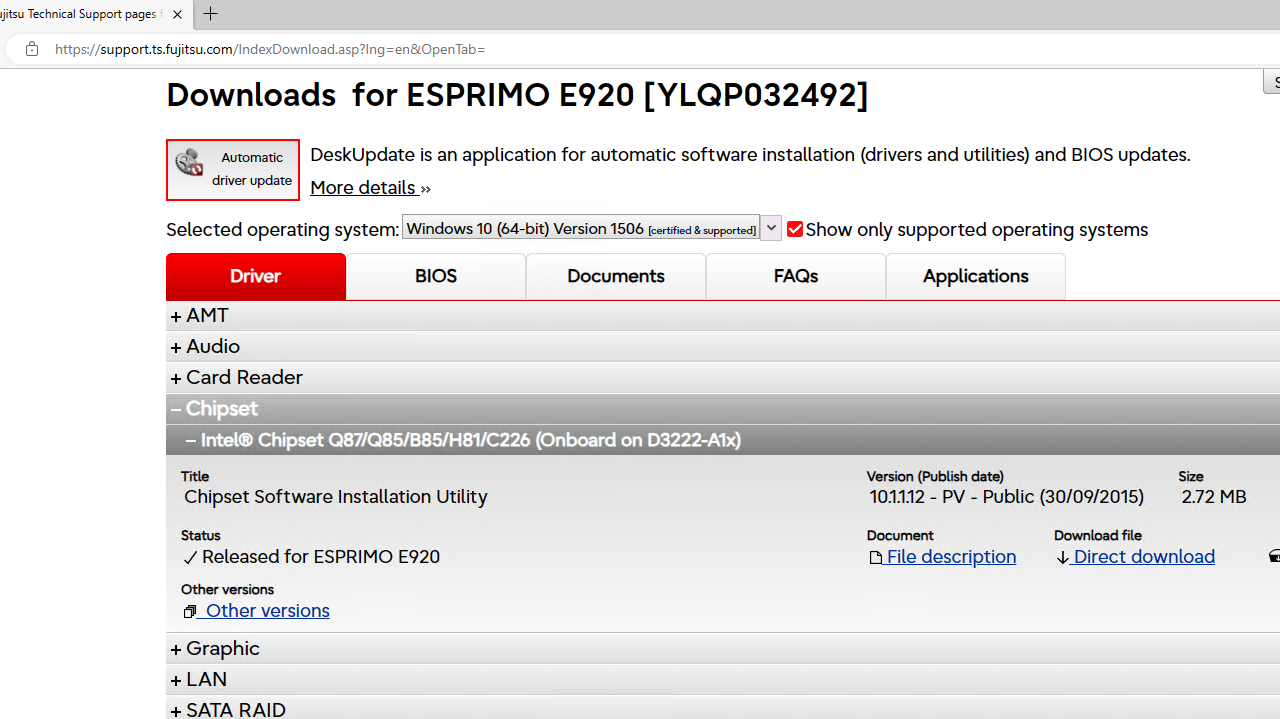 ujitsu Technical Support pages f
https://support.ts.fujitsu.com/IndexDownload.asp?lng=en&OpenTab=
Downloads for ESPRIMO E920 [YLQP032492]
S
Automatic
driver update
DeskUpdate is an application for automatic software installation (drivers and utilities) and BIOS updates.
More details »
Selected operating system: Windows 10 (64-bit) Version 1506 [certified & supported] Show only supported operating systems
Driver BIOS Documents FAQs Applications
+ AMT
+ Audio
+ Card Reader
– Chipset
– Intel® Chipset Q87/Q85/B85/H81/C226 (Onboard on D3222-A1x)
Title Version (Publish date) Size
Chipset Software Installation Utility 10.1.1.12 - PV - Public (30/09/2015) 2.72 MB
Status Document Download file
Released for ESPRIMO E920 File description Direct download
Other versions
Other versions
+ Graphic
+ LAN
+ SATA RAID